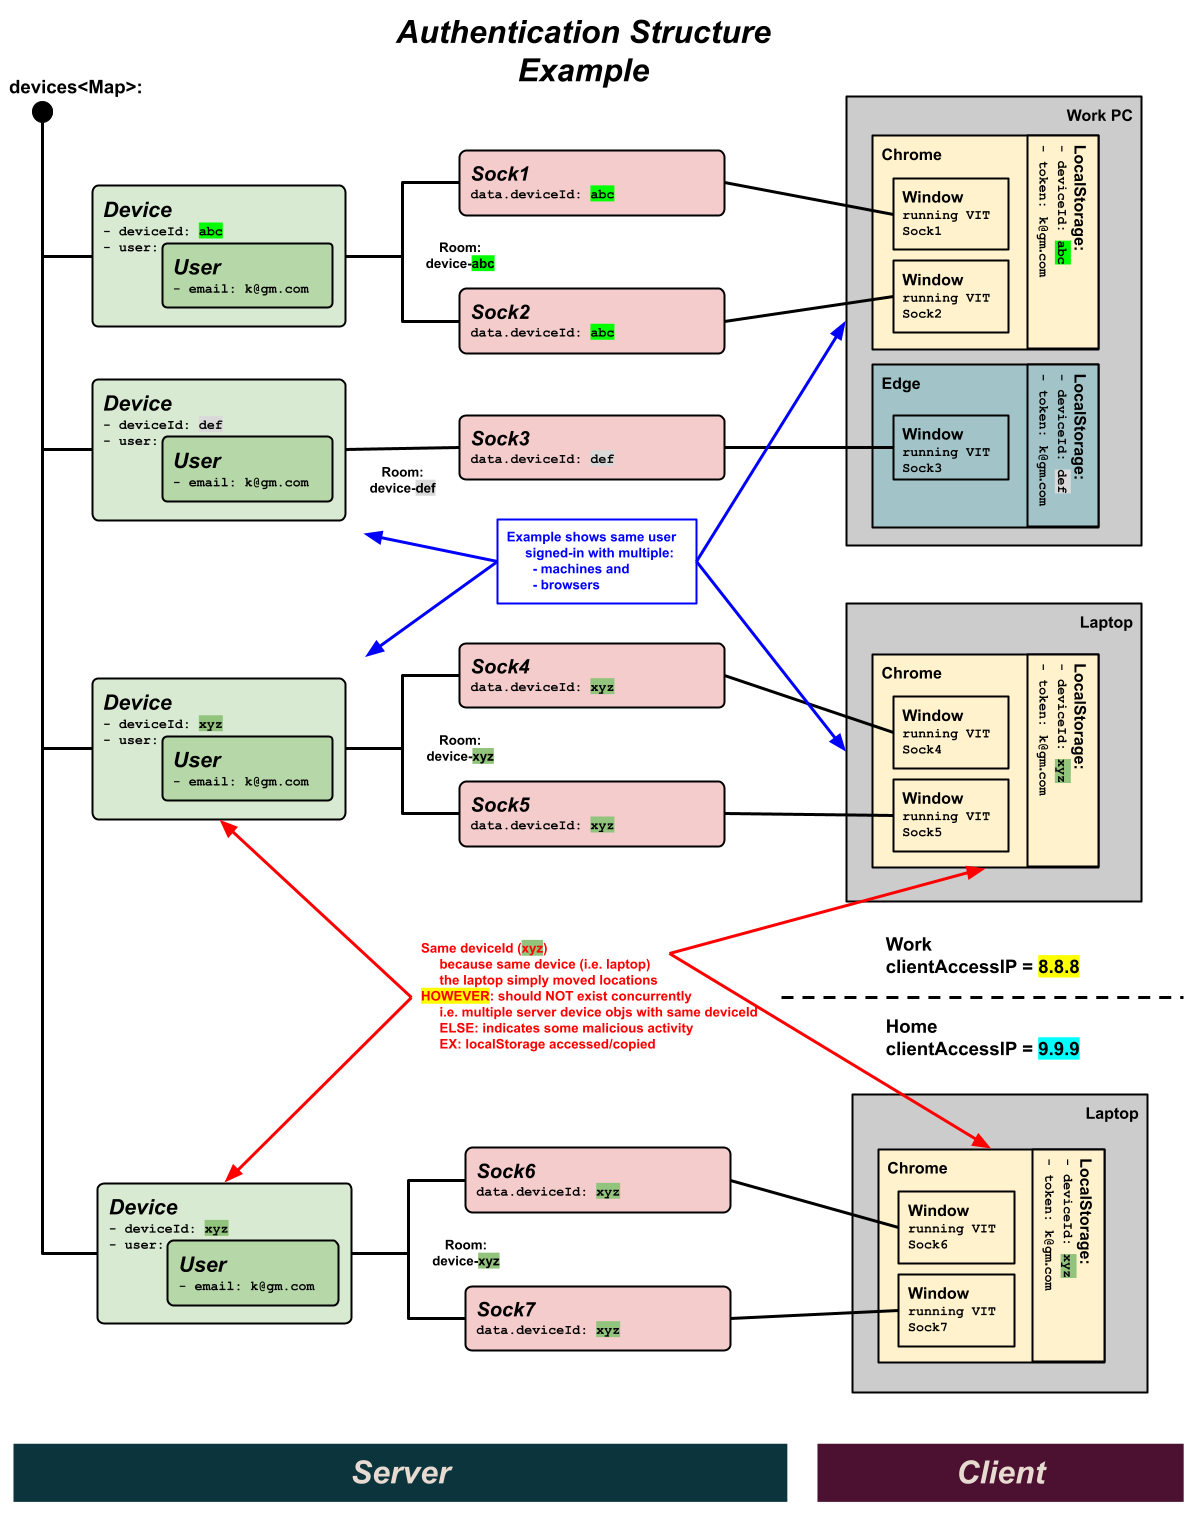 Authentication Structure
Example
devices<Map>:
Device
- deviceId: abc
- user:
User
- email: k@gm.com
Sock1
data.deviceId: abc
Room:
device-abc
Sock2
data.deviceId: abc
Work PC
Chrome
Window
running VIT
Sock1
Window
running VIT
Sock2
LocalStorage:
- deviceId: abc
- token: k@gm.com
Device
- deviceId: def
- user:
User
- email: k@gm.com
Room:
device-def
Sock3
data.deviceId: def
Edge
Window
running VIT
Sock3
LocalStorage:
- deviceId: def
- token: k@gm.com
Example shows same user
signed-in with multiple:
- machines and
- browsers
Device
- deviceId: xyz
- user:
User
- email: k@gm.com
Sock4
data.deviceId: xyz
Room:
device-xyz
Sock5
data.deviceId: xyz
Laptop
Chrome
Window
running VIT
Sock4
Window
running VIT
Sock5
LocalStorage:
- deviceId: xyz
- token: k@gm.com
Same deviceId (xyz)
because same device (i.e. laptop)
the laptop simply moved locations
HOWEVER: should NOT exist concurrently
i.e. multiple server device objs with same deviceId
ELSE: indicates some malicious activity
EX: localStorage accessed/copied
Work
clientAccessIP = 8.8.8
Home
clientAccessIP = 9.9.9
Device
- deviceId: xyz
- user:
User
- email: k@gm.com
Sock6
data.deviceId: xyz
Room:
device-xyz
Sock7
data.deviceId: xyz
Laptop
Chrome
Window
running VIT
Sock6
Window
running VIT
Sock7
LocalStorage:
- deviceId: xyz
- token: k@gm.com
Server
Client